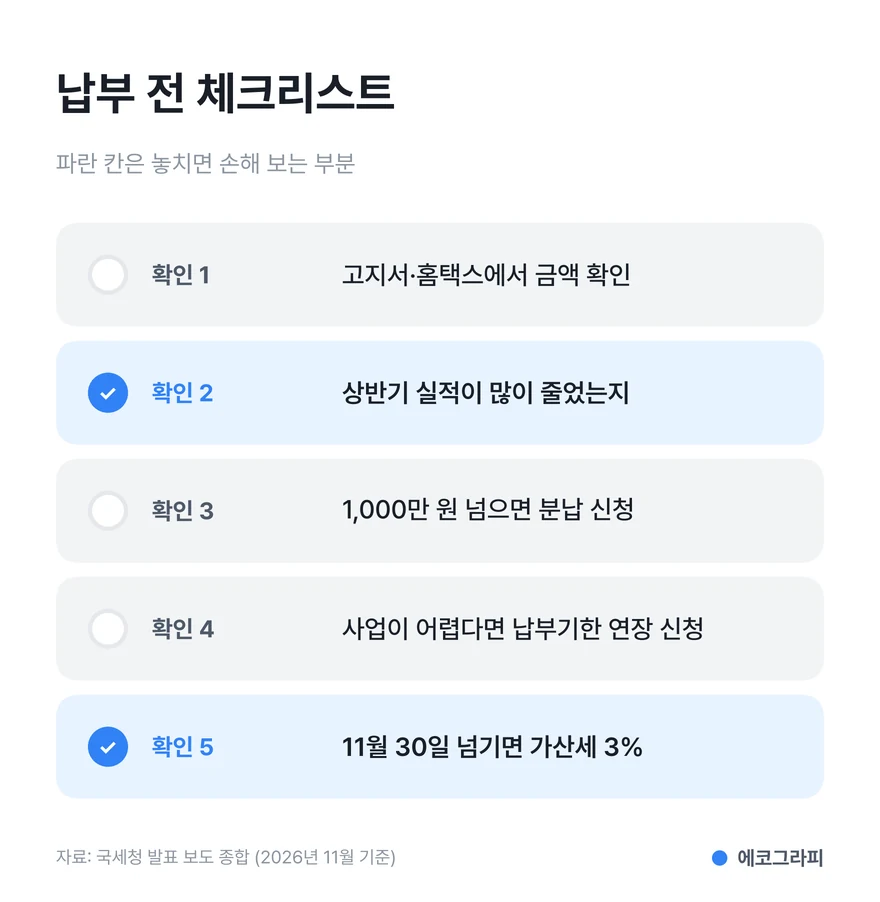 납부 전 체크리스트
파란 칸은 놓치면 손해 보는 부분
확인 1 고지서·홈택스에서 금액 확인
확인 2 상반기 실적이 많이 줄었는지
확인 3 1,000만 원 넘으면 분납 신청
확인 4 사업이 어렵다면 납부기한 연장 신청
확인 5 11월 30일 넘기면 가산세 3%
자료: 국세청 발표 보도 종합 (2026년 11월 기준)
에코그라피